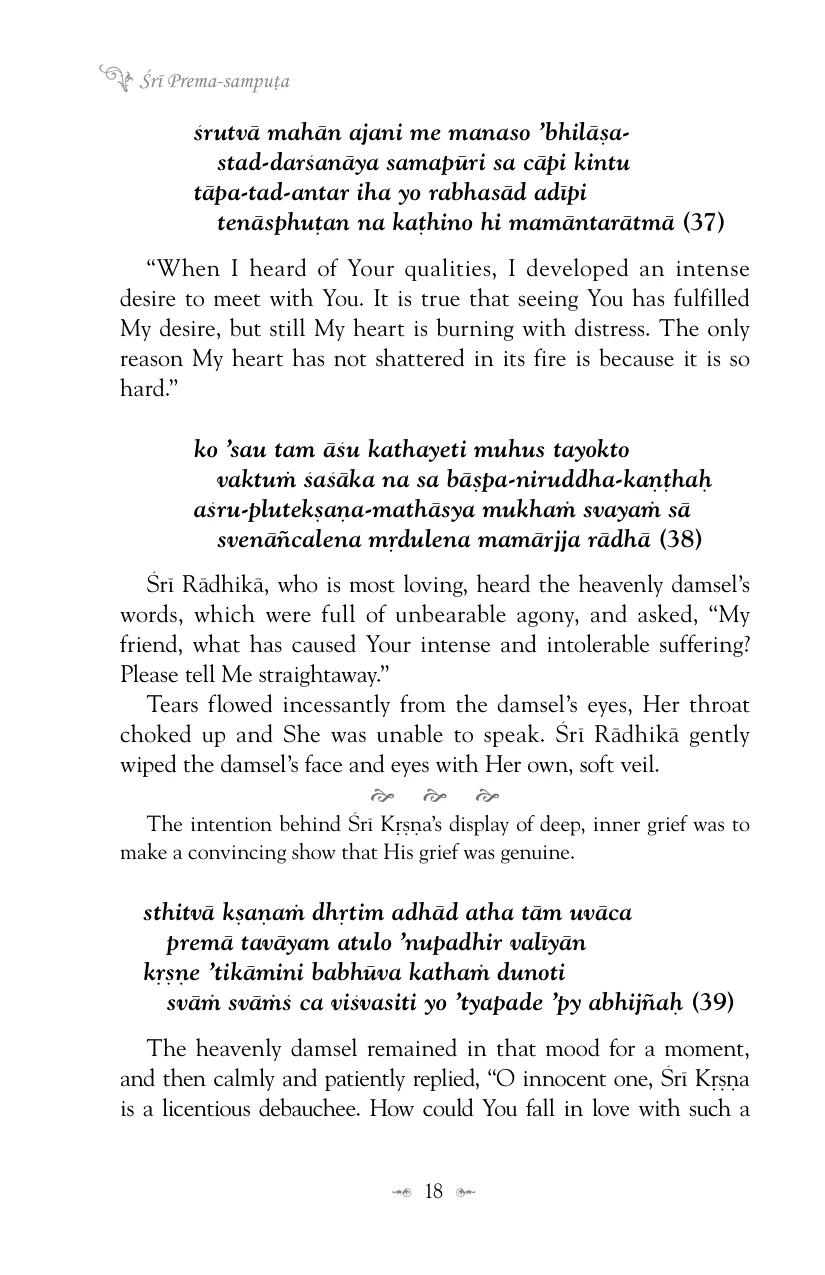 Śrī Prema-sampuṭa
śrutvā mahān ajani me manaso ’bhilāṣa-
stad-darśanāya samapūri sa cāpi kintu
tāpa-tad-antar iha yo rabhasād adīpi
tenāsphuṭan na kaṭhino hi mamāntarātmā (37)
“When I heard of Your qualities, I developed an intense
desire to meet with You. It is true that seeing You has fulfilled
My desire, but still My heart is burning with distress. The only
reason My heart has not shattered in its fire is because it is so
hard.”
ko ’sau tam āśu kathayeti muhus tayokto
vaktuṁ śaśāka na sa bāṣpa-niruddha-kaṇṭhaḥ
aśru-plutekṣaṇa-mathāsya mukhaṁ svayaṁ sā
svenāñcalena mṛdulena mamārjja rādhā (38)
Śrī Rādhikā, who is most loving, heard the heavenly damsel’s
words, which were full of unbearable agony, and asked, “My
friend, what has caused Your intense and intolerable suffering?
Please tell Me straightaway.”
Tears flowed incessantly from the damsel’s eyes, Her throat
choked up and She was unable to speak. Śrī Rādhikā gently
wiped the damsel’s face and eyes with Her own, soft veil.
The intention behind Śrī Kṛṣṇa’s display of deep, inner grief was to
make a convincing show that His grief was genuine.
sthitvā kṣaṇaṁ dhṛtim adhād atha tām uvāca
premā tavāyam atulo ’nupadhir valīyān
kṛṣṇe ’tikāmini babhūva kathaṁ dunoti
svāṁ svāṁś ca viśvasiti yo ’tyapade ’py abhijñaḥ (39)
The heavenly damsel remained in that mood for a moment,
and then calmly and patiently replied, “O innocent one, Śrī Kṛṣṇa
is a licentious debauchee. How could You fall in love with such a
18